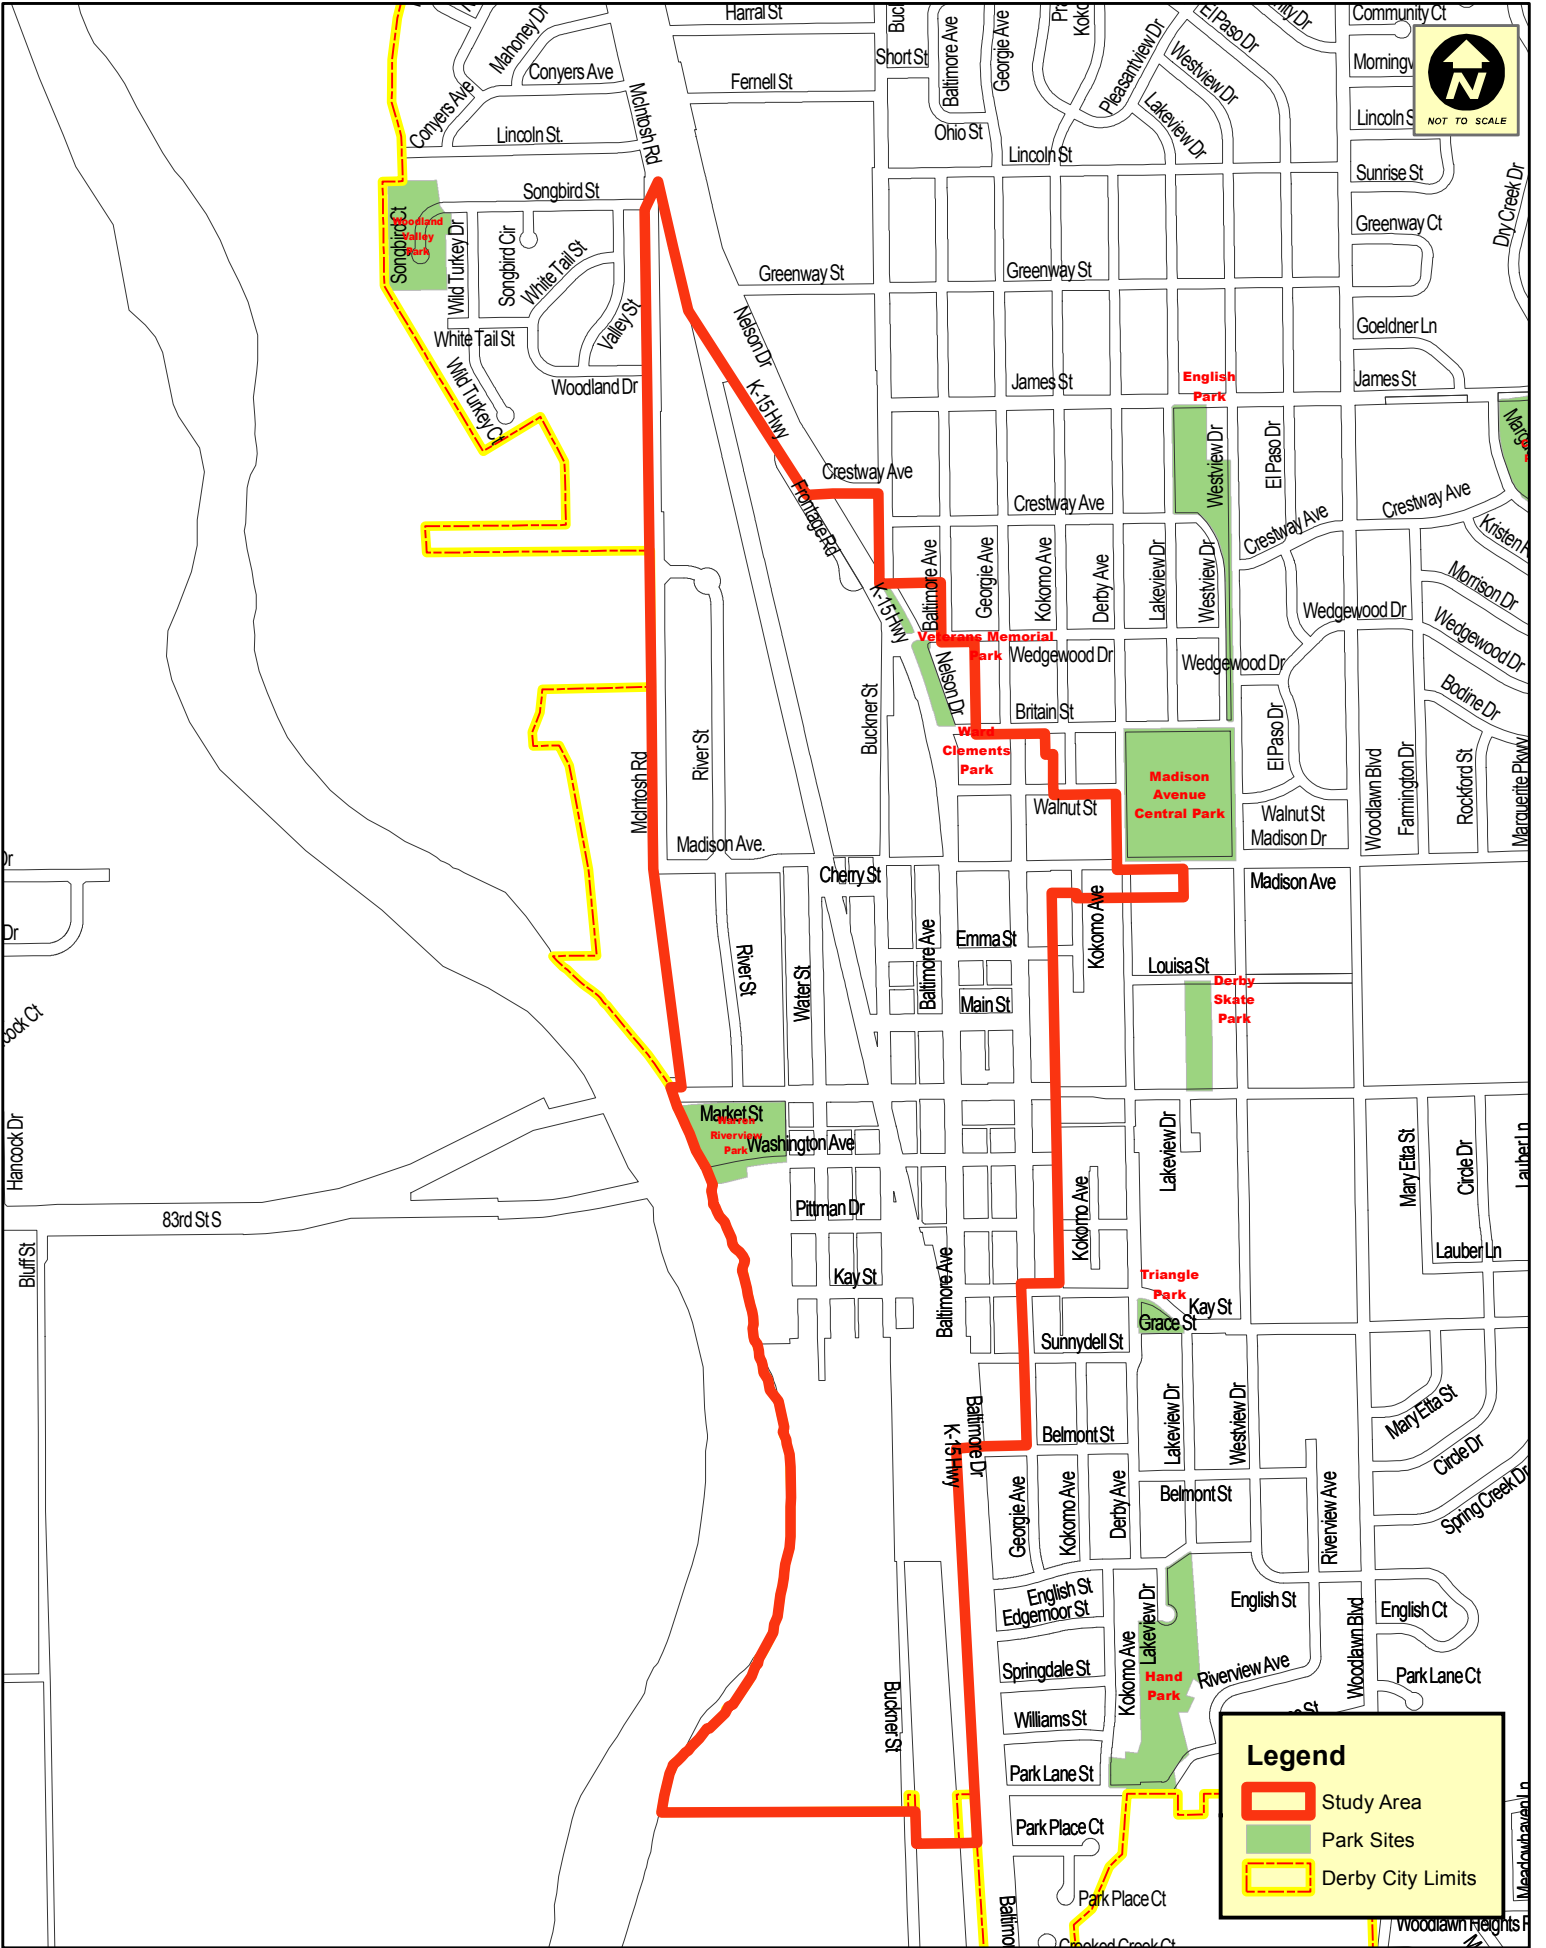 Harral St
Community Ct
Mahoney Dr
Baltimore Ave
Georgie Ave
Pleasantview Dr
El Paso Dr
Westview Dr
Short St
Conyers Ave
Fernell St
N
NOT TO SCALE
Conyers Ave
McIntosh Rd
Lakeview Dr
Lincoln St.
Ohio St
Lincoln St
Sunrise St
Songbird St
Songbird Ct
Woodland
Valley
Park
Wild Turkey Dr
Songbird Cir
White Tail St
Greenway Ct
Dry Creek Dr
Greenway St
Greenway St
Valley St
White Tail St
Nelson Dr
Goeldner Ln
Wild Turkey Ct
Woodland Dr
K-15 Hwy
James St
English
Park
James St
Crestway Ave
Westview Dr
El Paso Dr
Frontage Rd
Crestway Ave
Crestway Ave
Crestway Ave
Baltimore Ave
Georgie Ave
Kokomo Ave
Derby Ave
Lakeview Dr
Westview Dr
Morrison Dr
K-15 Hwy
Wedgewood Dr
Wedgewood Dr
Veterans Memorial
Park
Wedgewood Dr
Wedgewood Dr
Nelson Dr
Bodine Dr
Britain St
Buckner St
River St
McIntosh Rd
Ward
Clements
Park
Madison
Avenue
Central Park
El Paso Dr
Woodlawn Blvd
Farmington Dr
Rockford St
Marguerite Pkwy
Walnut St
Walnut St
Madison Dr
Madison Ave.
Cherry St
Madison Ave
Kokomo Ave
Emma St
Baltimore Ave
River St
Water St
Louisa St
Main St
Derby
Skate
Park
Market St
Warren
Riverview
Park
Washington Ave
Hancock Dr
Lakeview Dr
Mary Etta St
Circle Dr
Lauber Ln
Kokomo Ave
Pittman Dr
83rd St S
Bluff St
Kay St
Baltimore Ave
Lauber Ln
Triangle
Park
Kay St
Grace St
Sunnydell St
Baltimore Dr
K-15 Hwy
Belmont St
Lakeview Dr
Westview Dr
Mary Etta St
Circle Dr
Spring Creek Dr
Georgie Ave
Kokomo Ave
Derby Ave
Belmont St
Riverview Ave
English St
Edgemoor St
Lakeview Dr
English St
Woodlawn Blvd
English Ct
Springdale St
Kokomo Ave
Hand
Park
Riverview Ave
Park Lane Ct
Buckner St
Williams St
Park Lane St
Park Place Ct
Park Place Ct
Crooked Creek Ct
Legend
Study Area
Park Sites
Derby City Limits
Meadowhaven Ln
Woodlawn Heights